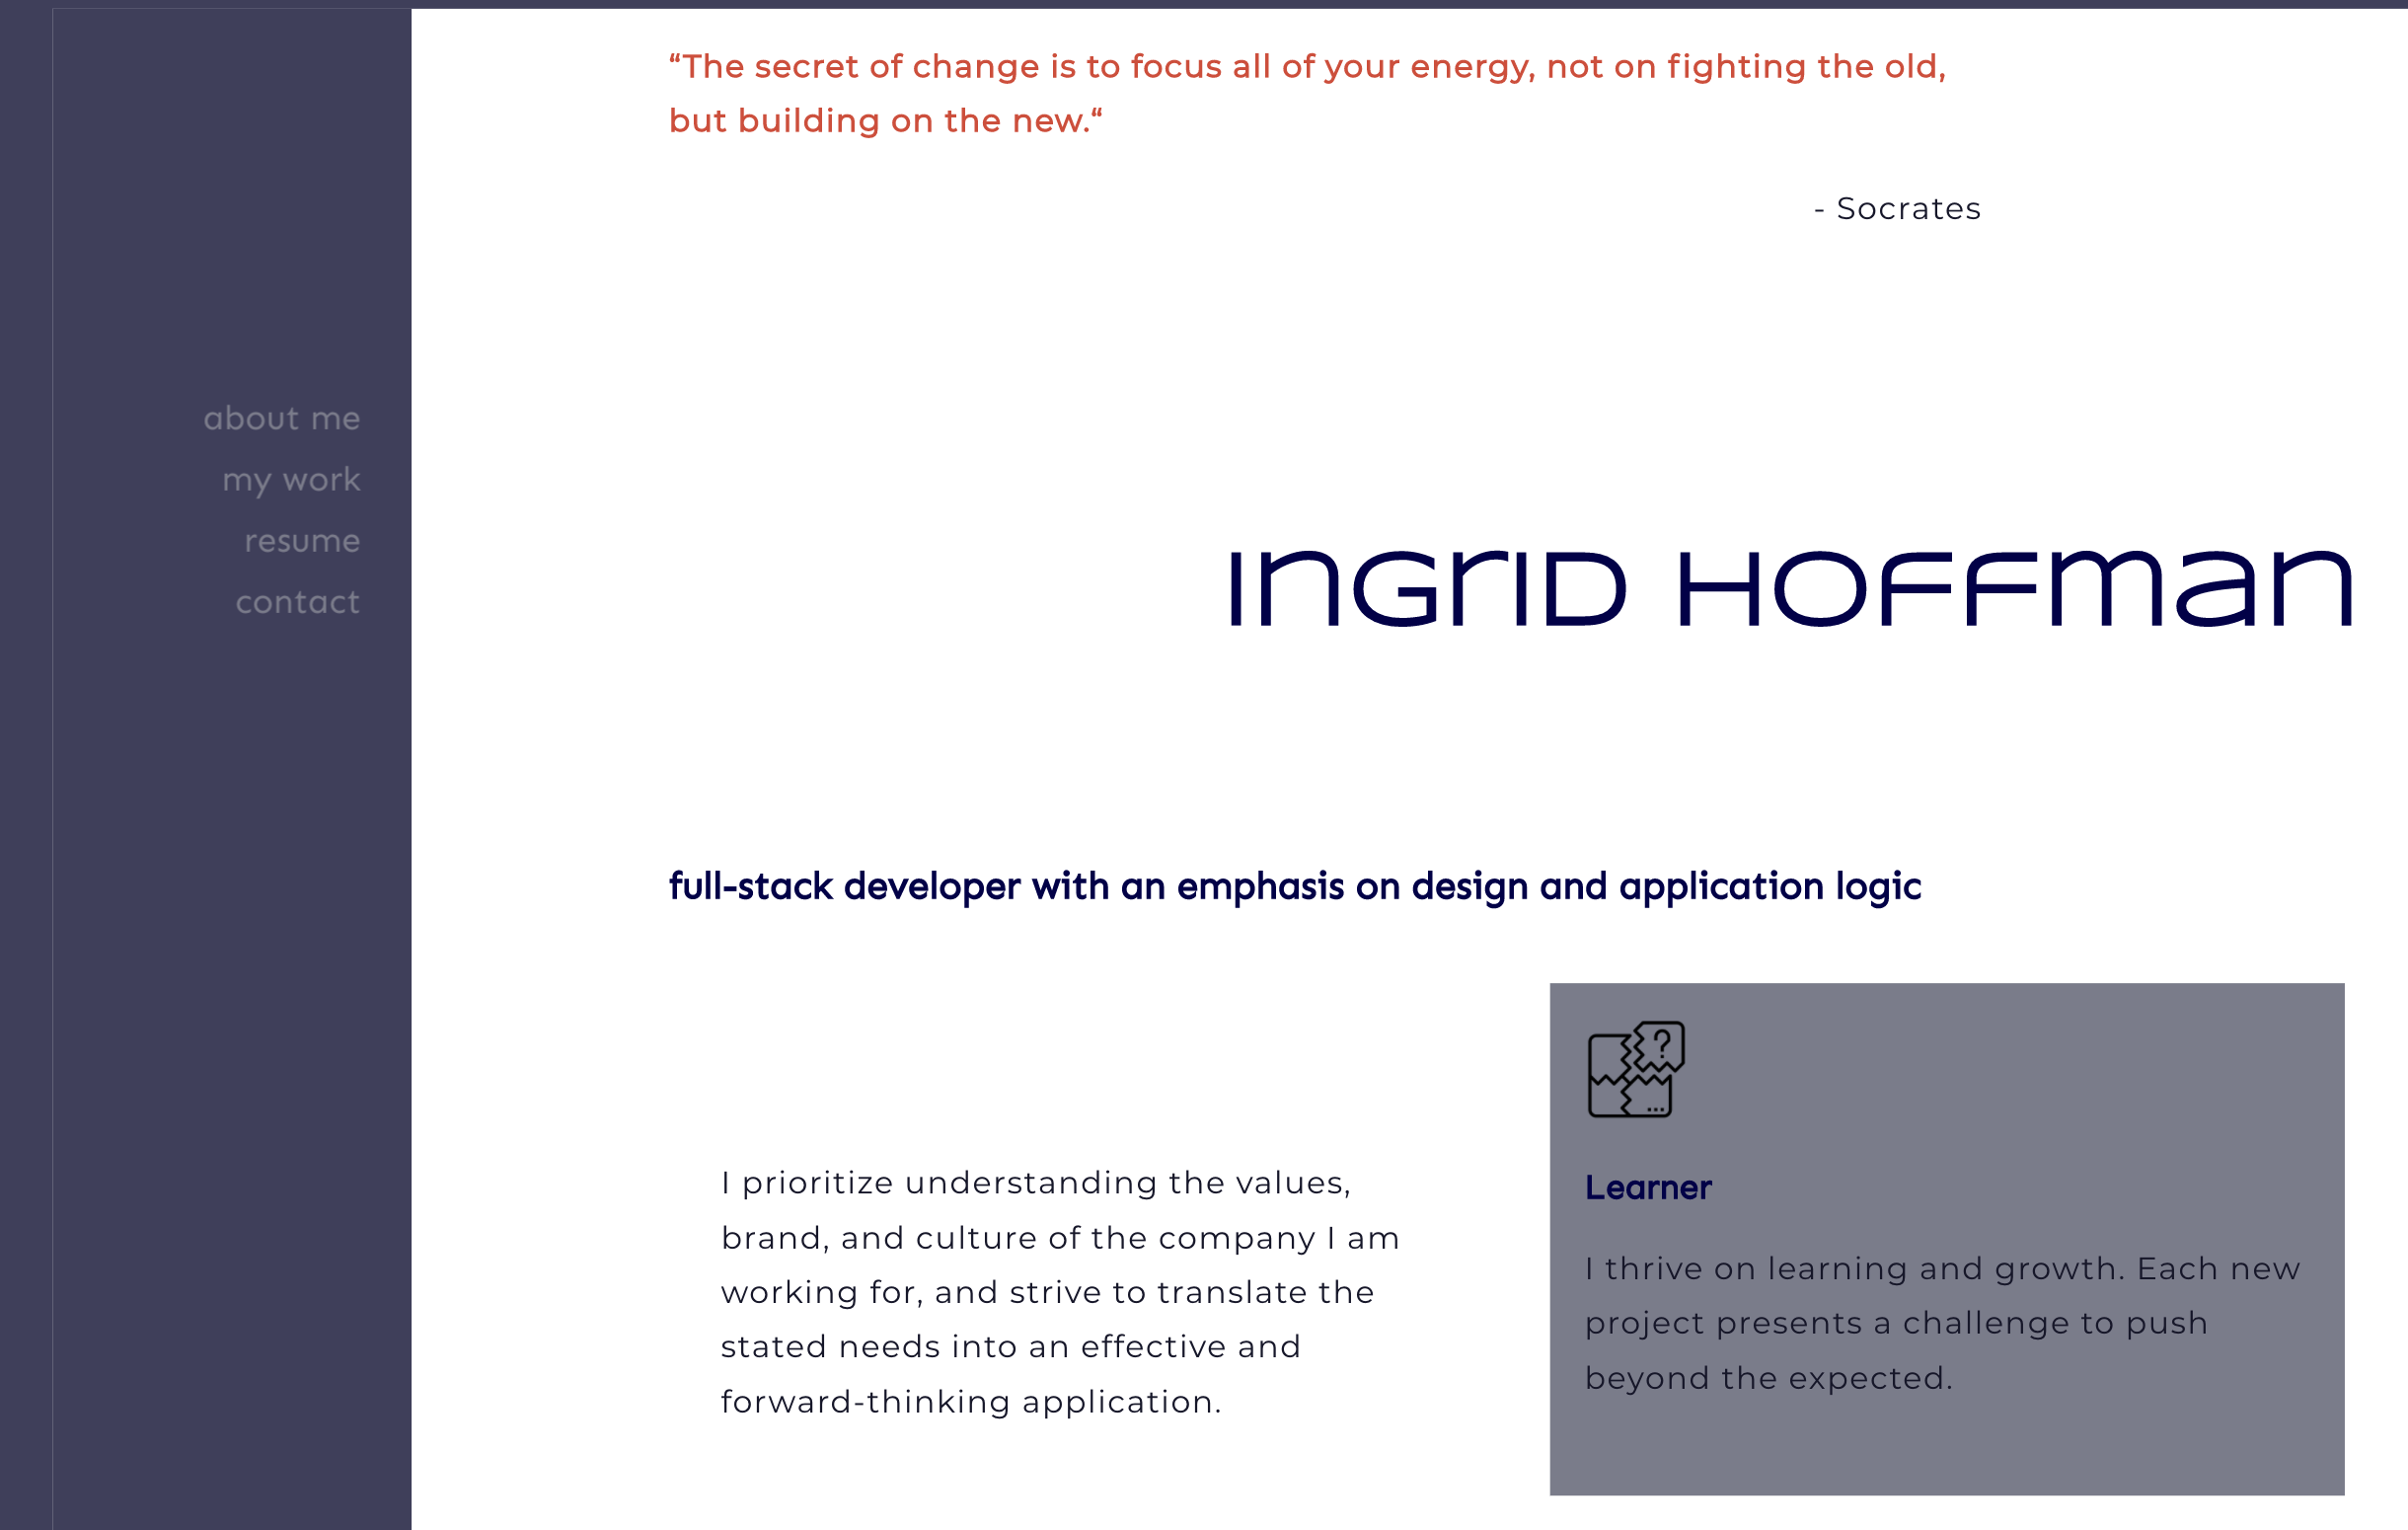 “The secret of change is to focus all of your energy, not on fighting the old,
but building on the new.“
- Socrates
about me
my work
resume
contact
INGRID HOFFMAN
full-stack developer with an emphasis on design and application logic
I prioritize understanding the values,
brand, and culture of the company I am
working for, and strive to translate the
stated needs into an effective and
forward-thinking application.
?
...
Learner
I thrive on learning and growth. Each new
project presents a challenge to push
beyond the expected.